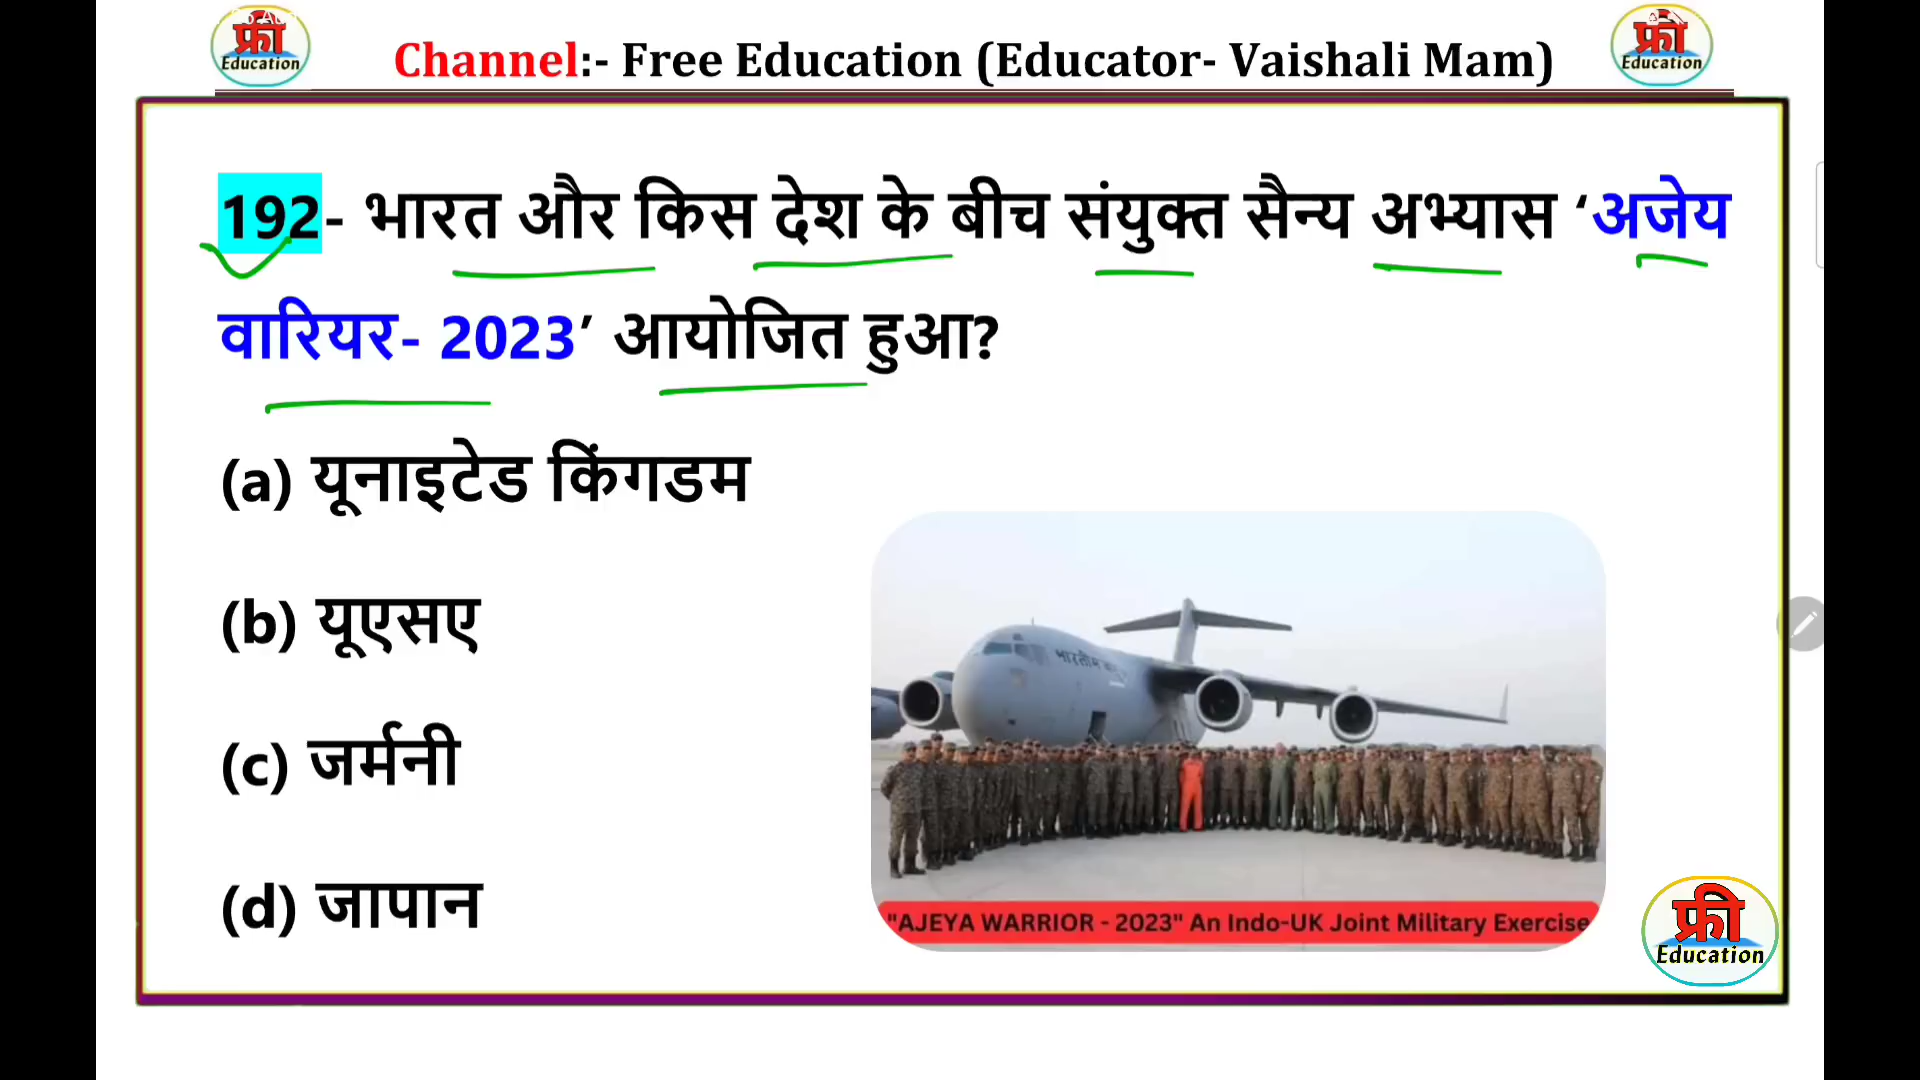 फ्री
Education
Channel:- Free Education (Educator- Vaishali Mam)
फ्री
Education
192- भारत और किस देश के बीच संयुक्त सैन्य अभ्यास ‘अजेय
वारियर- 2023’ आयोजित हुआ?
(a) यूनाइटेड किंगडम
(b) यूएसए
(c) जर्मनी
(d) जापान
"AJEYA WARRIOR - 2023" An Indo-UK Joint Military Exercise
फ्री
Education